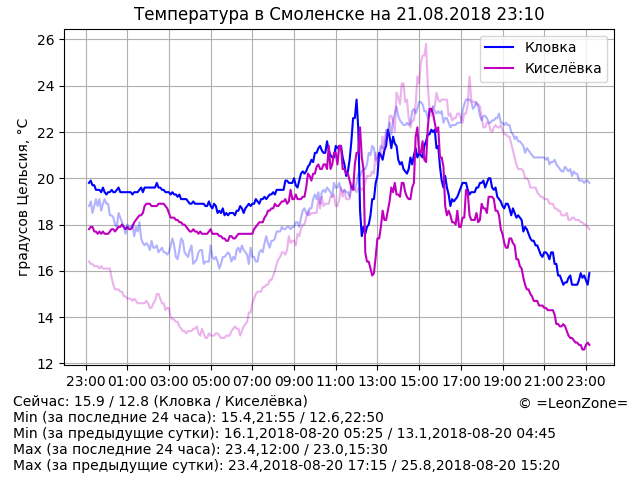 Температура в Смоленске на 21.08.2018 23:10
градусов Цельсия, °C
26
24
22
20
18
16
14
12
Кловка
Киселёвка
23:00 01:00 03:00 05:00 07:00 09:00 11:00 13:00 15:00 17:00 19:00 21:00 23:00
Сейчас: 15.9 / 12.8 (Кловка / Киселёвка)
© =LeonZone=
Min (за последние 24 часа): 15.4,21:55 / 12.6,22:50
Min (за предыдущие сутки): 16.1,2018-08-20 05:25 / 13.1,2018-08-20 04:45
Max (за последние 24 часа): 23.4,12:00 / 23.0,15:30
Max (за предыдущие сутки): 23.4,2018-08-20 17:15 / 25.8,2018-08-20 15:20